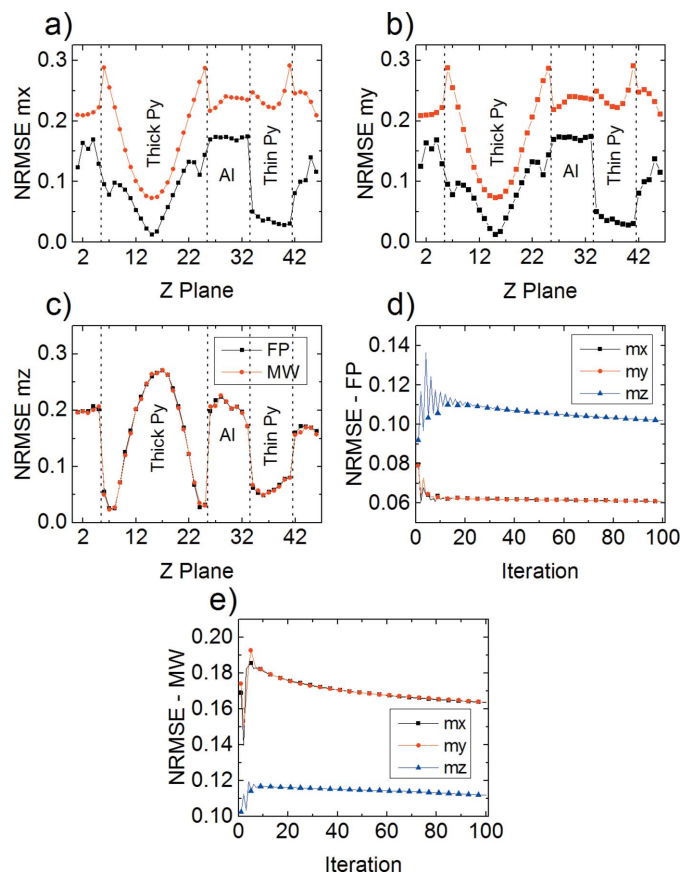 a)
NRMSE mx
0.3
0.2
0.1
0.0
Thick Py
Al
Thin Py
2 12 22 32 42
Z Plane
b)
NRMSE my
0.3
0.2
0.1
0.0
Thick Py
Al
Thin Py
2 12 22 32 42
Z Plane
c)
NRMSE mz
0.3
0.2
0.1
0.0
FP
MW
Thick Py
Al
Thin Py
2 12 22 32 42
Z Plane
d)
NRMSE - FP
0.14
0.12
0.10
0.08
0.06
mx
my
mz
0 20 40 60 80 100
Iteration
e)
NRMSE - MW
0.20
0.18
0.16
0.14
0.12
0.10
mx
my
mz
0 20 40 60 80 100
Iteration